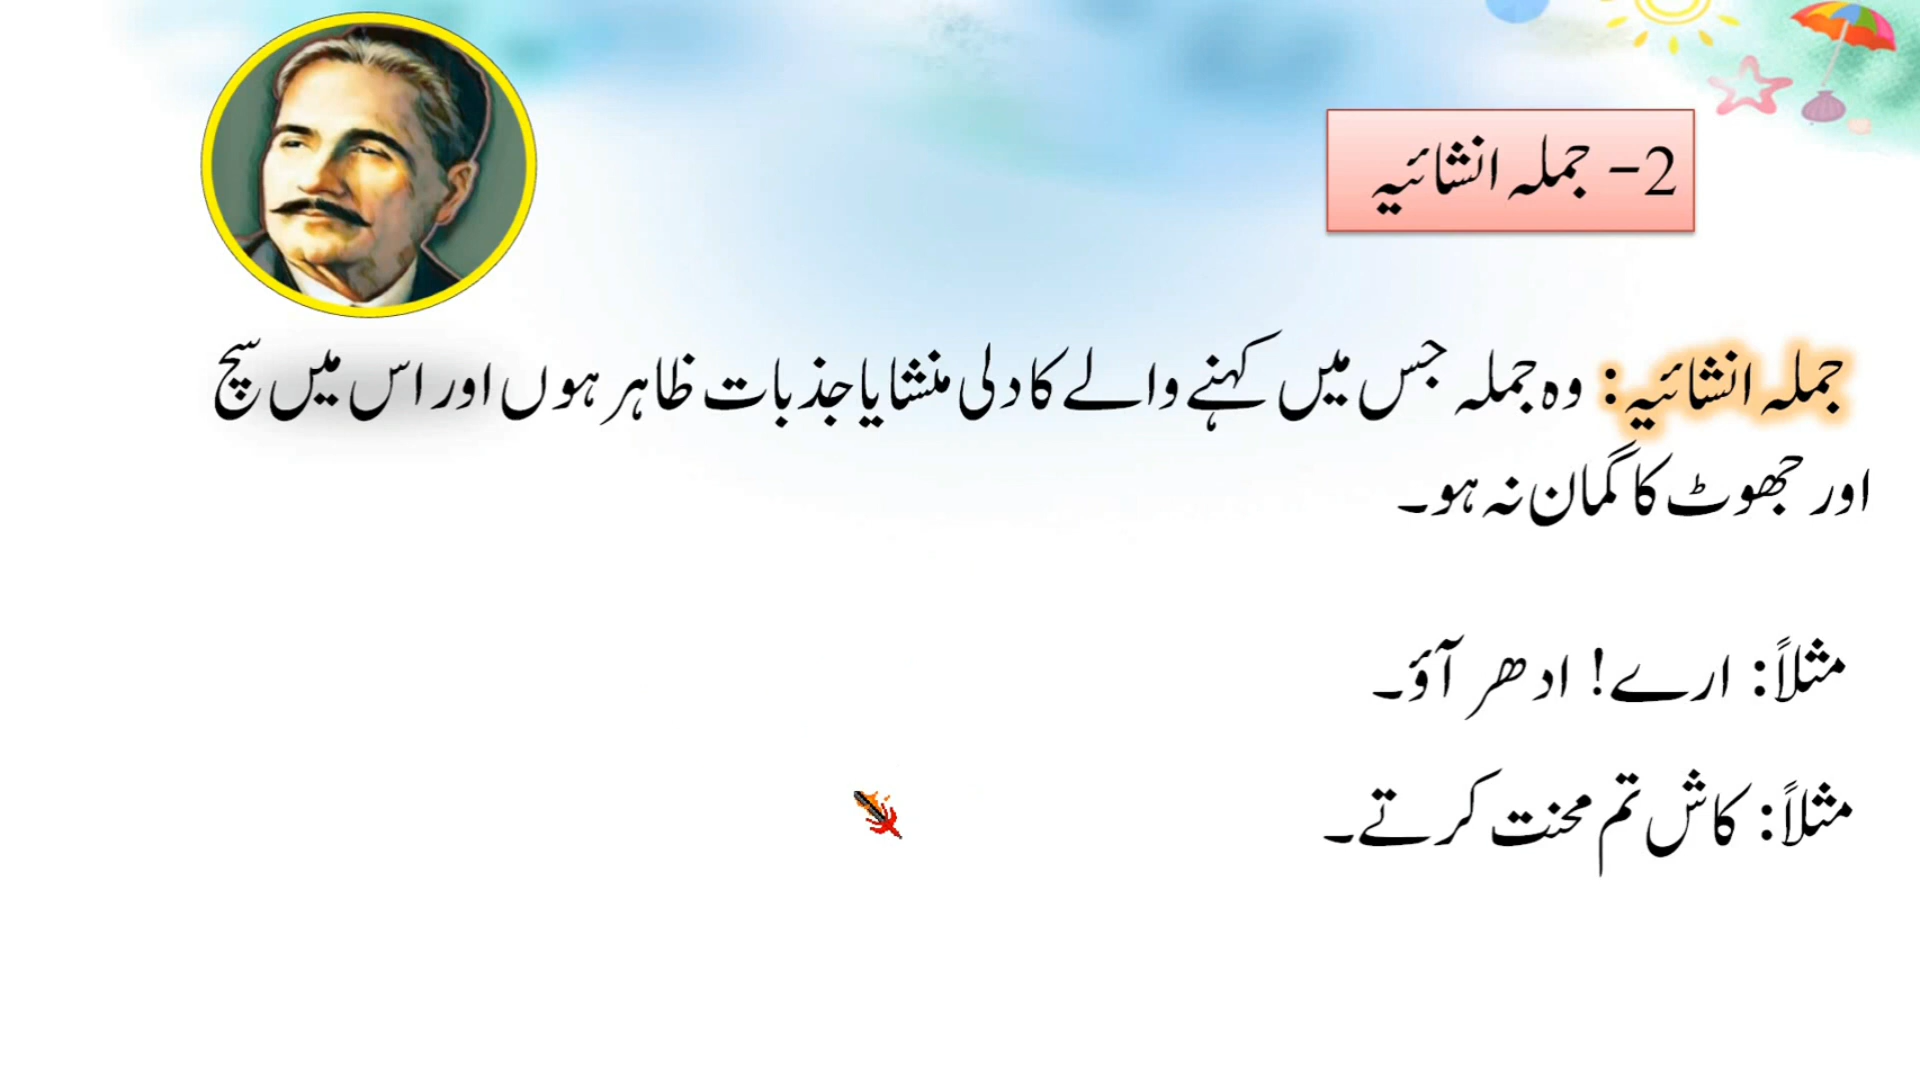 2- جملہ انشائیہ
جملہ انشائیہ: وہ جملہ جس میں کہنے والے کا دلی منشا یا جذبات ظاہر ہوں اور اس میں سچ
اور جھوٹ کا گمان نہ ہو۔
مثلاً: ارے! ادھر آؤ۔
مثلاً: کاش تم محنت کرتے۔